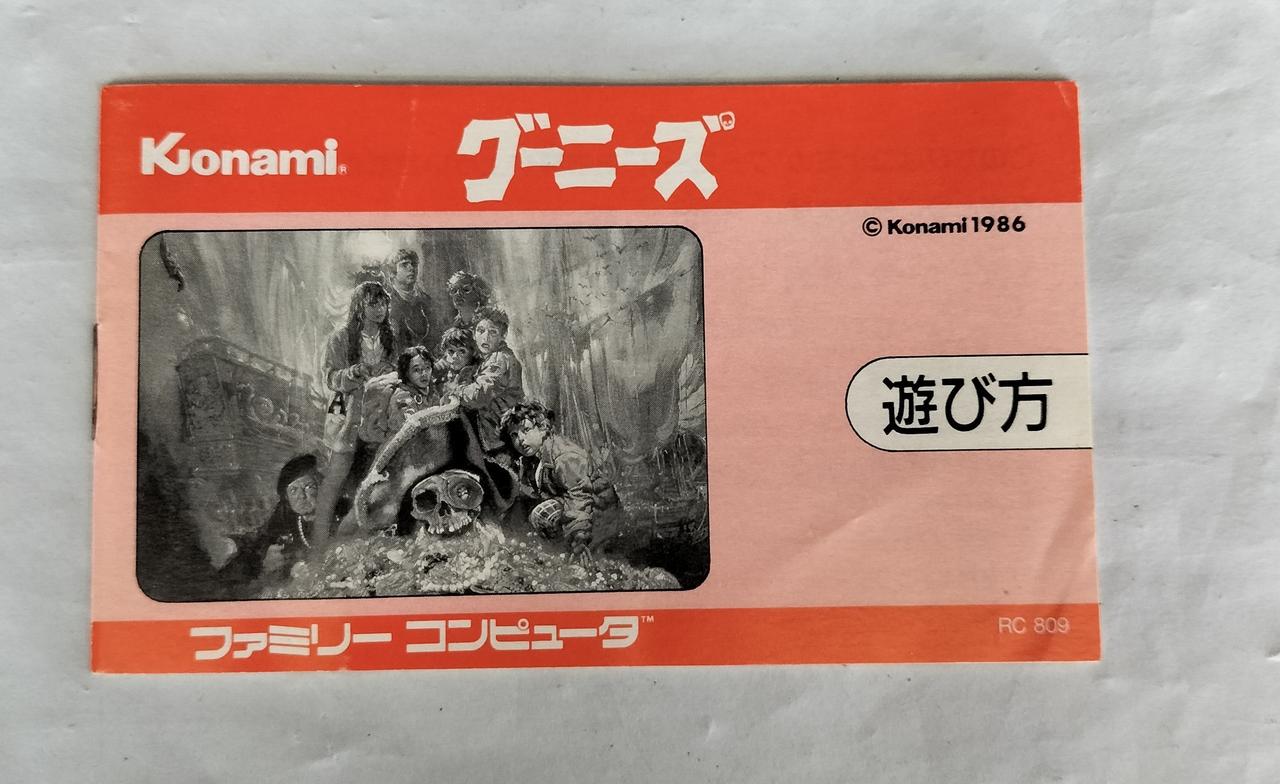 Konami®
グーニーズ
© Konami 1986
遊び方
A
ファミリー コンピュータ™
RC 809